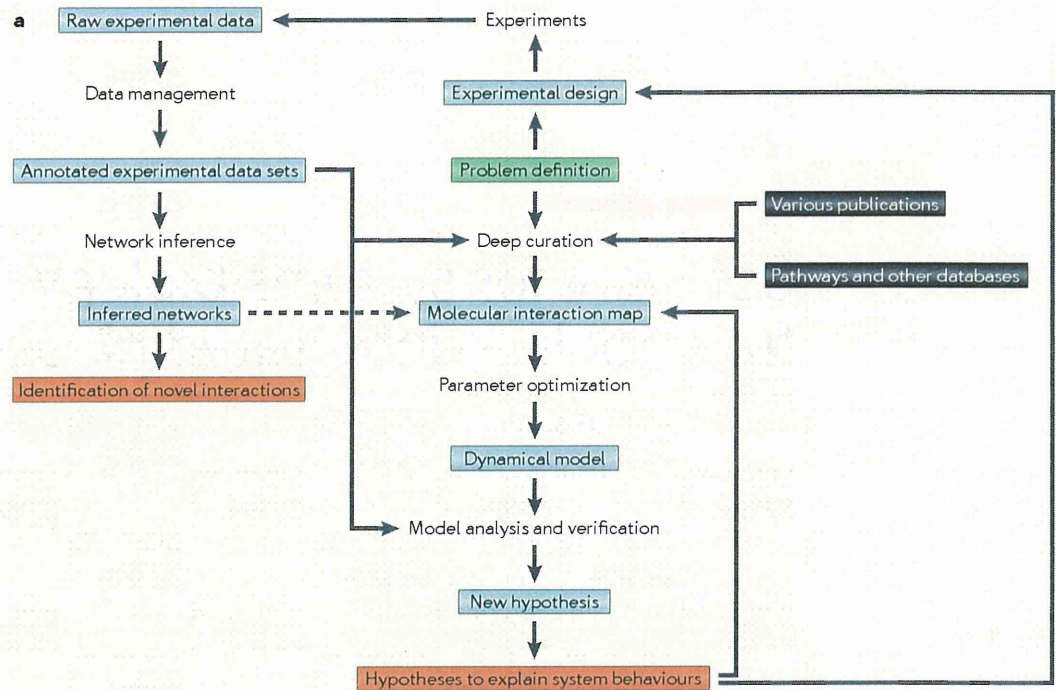 a
Raw experimental data
Experiments
Data management
Experimental design
Annotated experimental data sets
Problem definition
Various publications
Network inference
Deep curation
Pathways and other databases
Inferred networks
Molecular interaction map
Identification of novel interactions
Parameter optimization
Dynamical model
Model analysis and verification
New hypothesis
Hypotheses to explain system behaviours